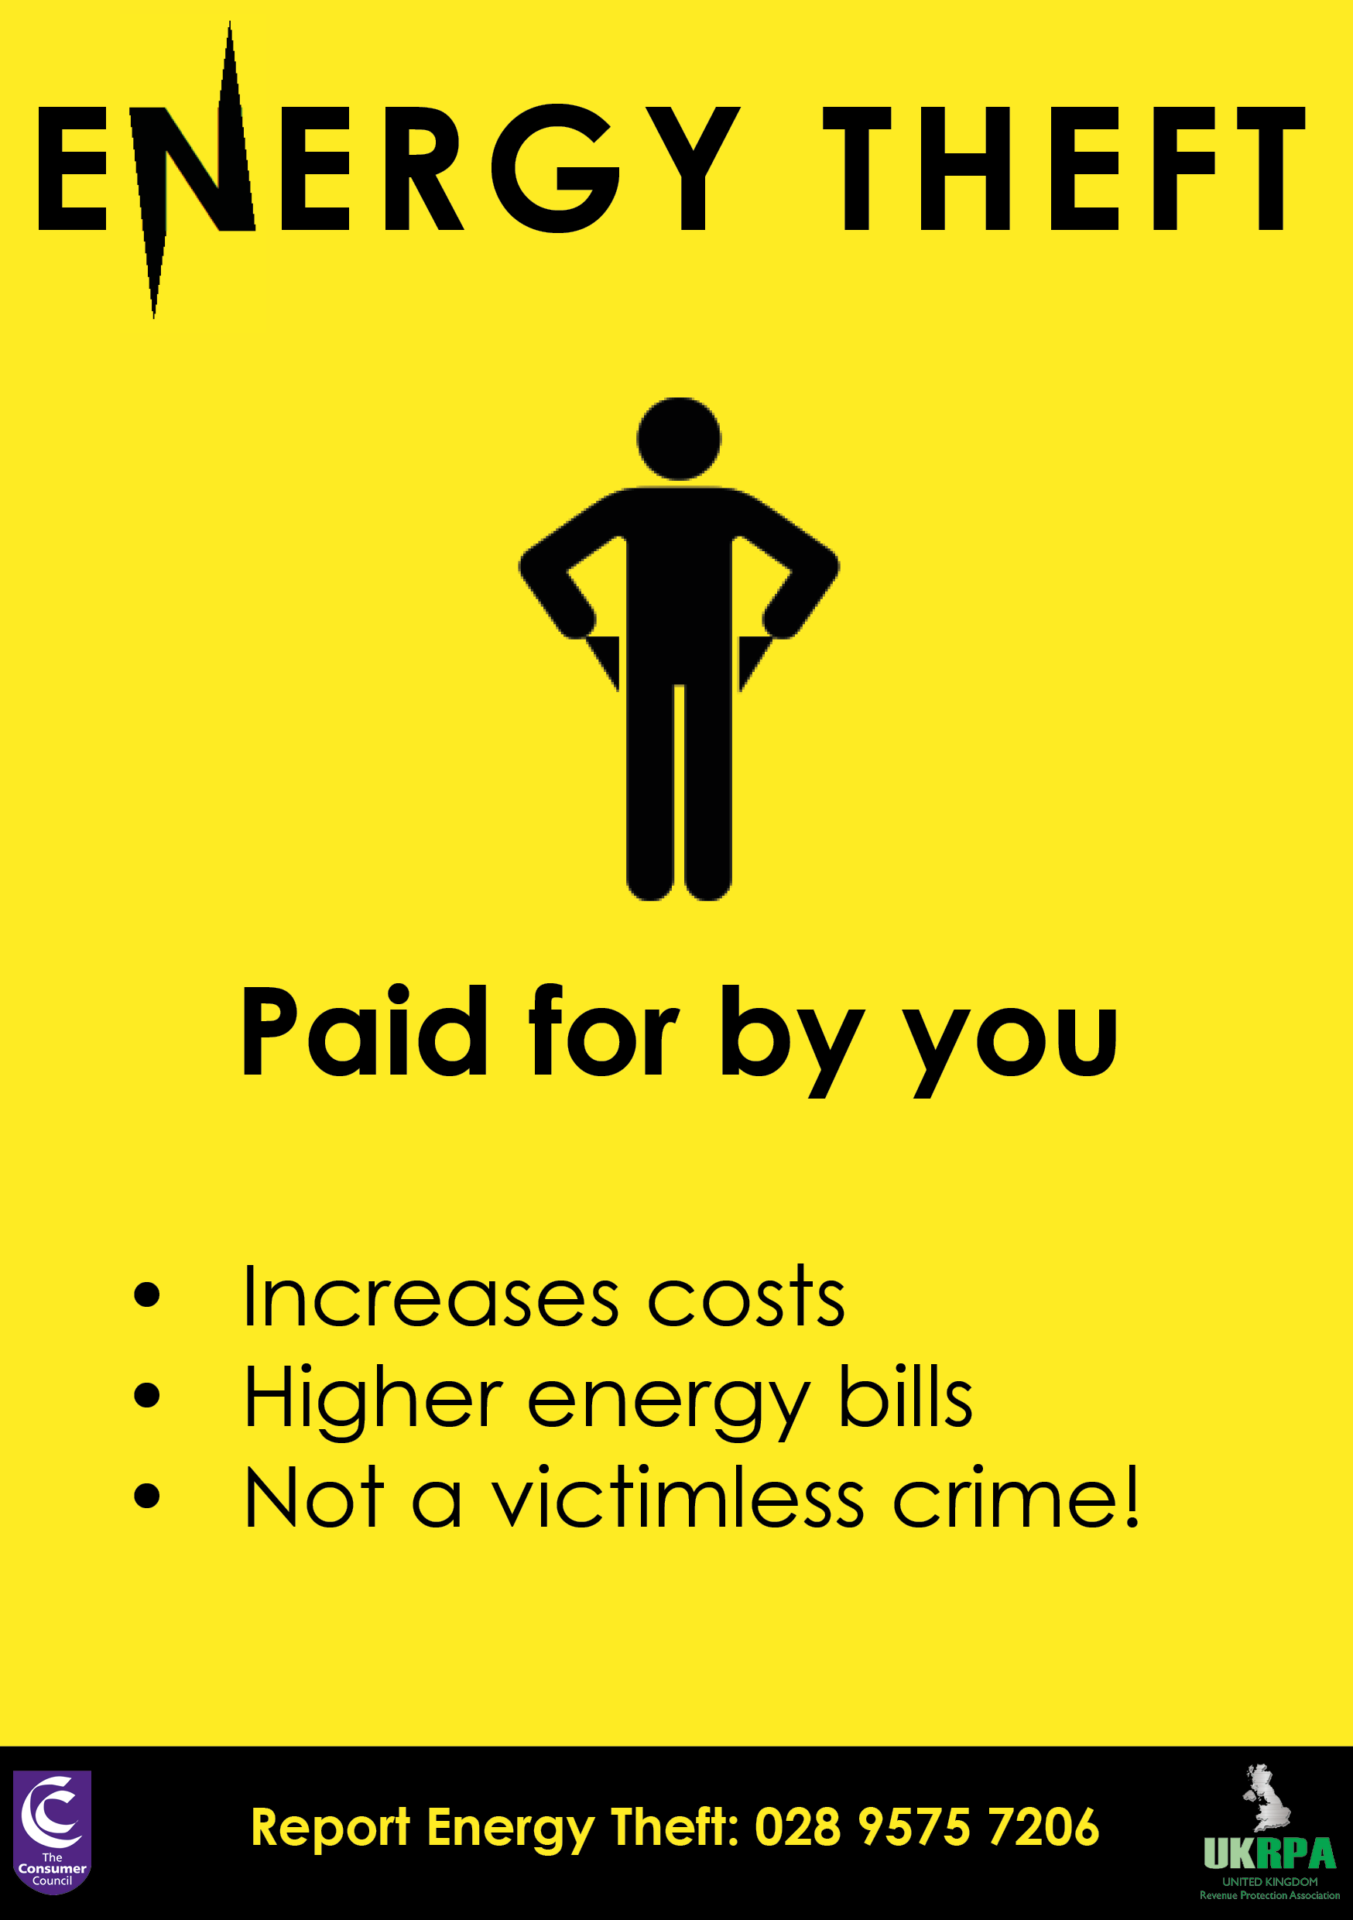 ENERGY THEFT
Paid for by you
• Increases costs
• Higher energy bills
• Not a victimless crime!
The
Consumer
Council
Report Energy Theft: 028 9575 7206
UKRPA
UNITED KINGDOM
Revenue Protection Association